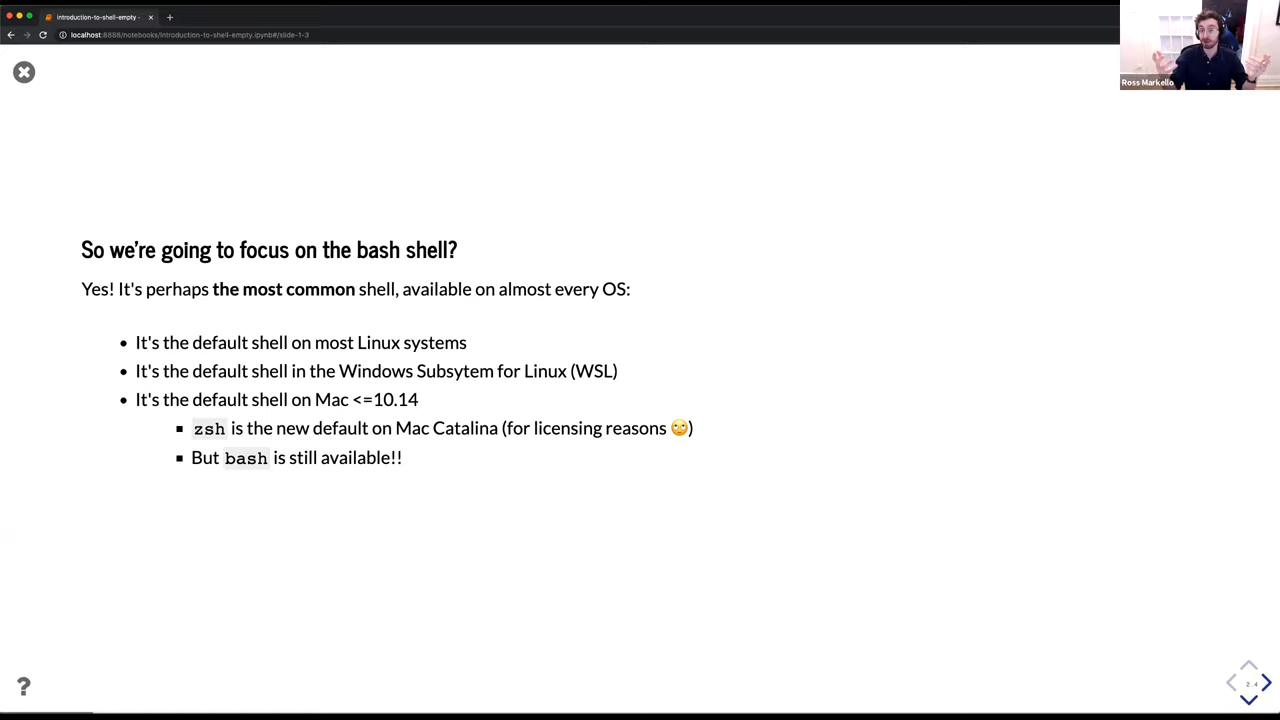 introduction-to-shell-empty -
localhost:8888/notebooks/introduction-to-shell-empty.ipynb#/slide-1-3
Ross Markello
So we're going to focus on the bash shell?
Yes! It's perhaps the most common shell, available on almost every OS:
It's the default shell on most Linux systems
It's the default shell in the Windows Subsytem for Linux (WSL)
It's the default shell on Mac <=10.14
zsh is the new default on Mac Catalina (for licensing reasons 🙄)
But bash is still available!!
?
2.4